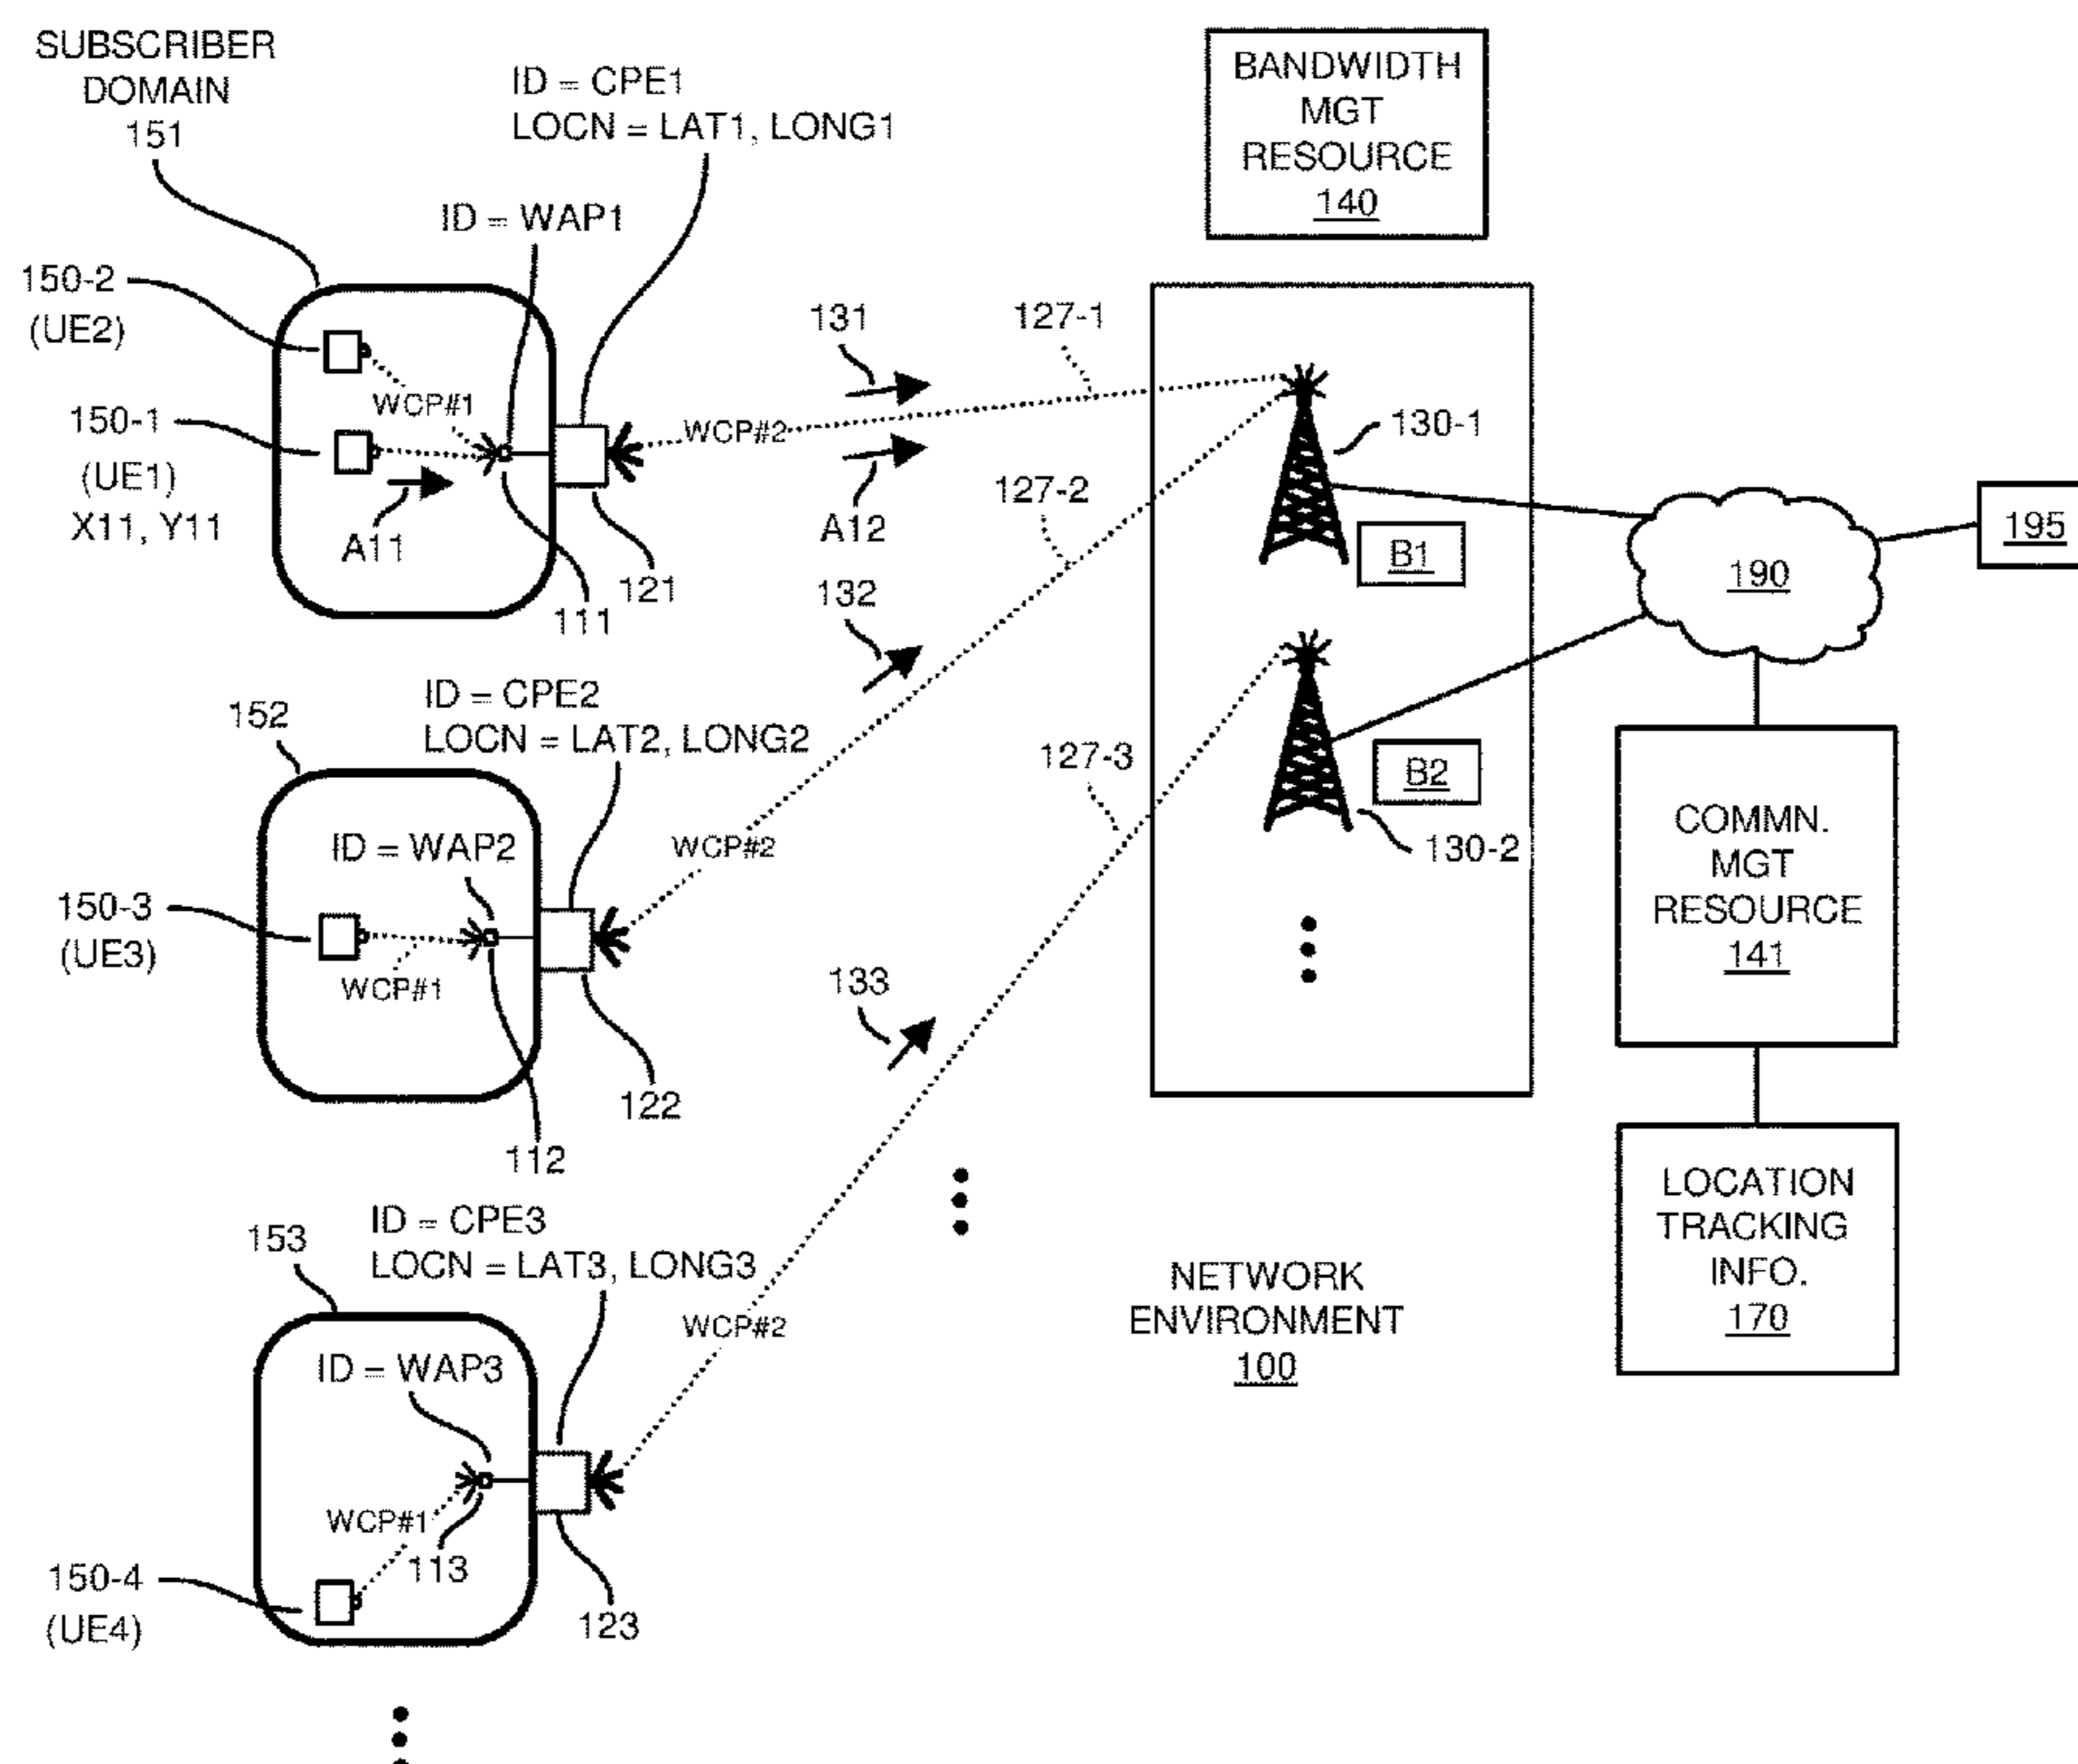 SUBSCRIBER
DOMAIN
151
ID = CPE1
LOCN = LAT1, LONG1
ID = WAP1
150-2
(UE2)
WCP#1
150-1
(UE1)
X11, Y11
A11
111
121
131
127-1
WCP#2
A12
127-2
132
BANDWIDTH
MGT
RESOURCE
140
130-1
B1
190
195
ID = CPE2
LOCN = LAT2, LONG2
152
ID = WAP2
150-3
(UE3)
WCP#1
WCP#2
122
112
127-3
133
B2
130-2
COMMN.
MGT
RESOURCE
141
LOCATION
TRACKING
INFO.
170
NETWORK
ENVIRONMENT
100
ID = CPE3
LOCN = LAT3, LONG3
153
ID = WAP3
WCP#2
WCP#1
113
150-4
(UE4)
123